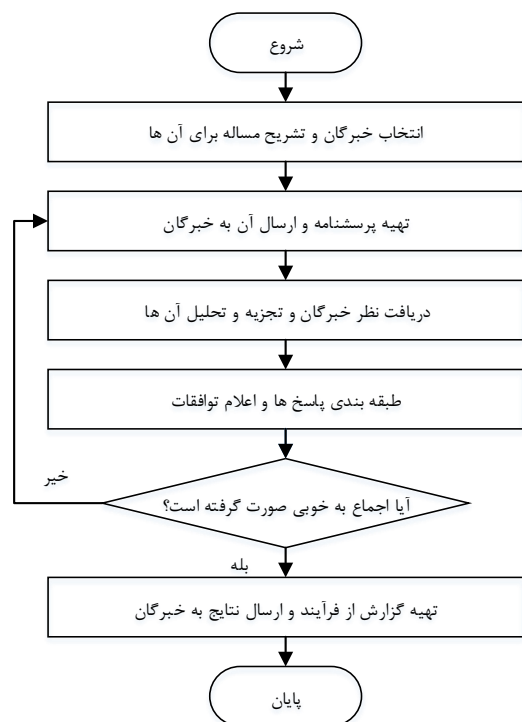 شروع
انتخاب خبرگان و تشریح مساله برای آن ها
تهیه پرسشنامه و ارسال آن به خبرگان
دریافت نظر خبرگان و تجزیه و تحلیل آن ها
طبقه بندی پاسخ ها و اعلام توافقات
خیر
آیا اجماع به خوبی صورت گرفته است؟
بله
تهیه گزارش از فرآیند و ارسال نتایج به خبرگان
پایان